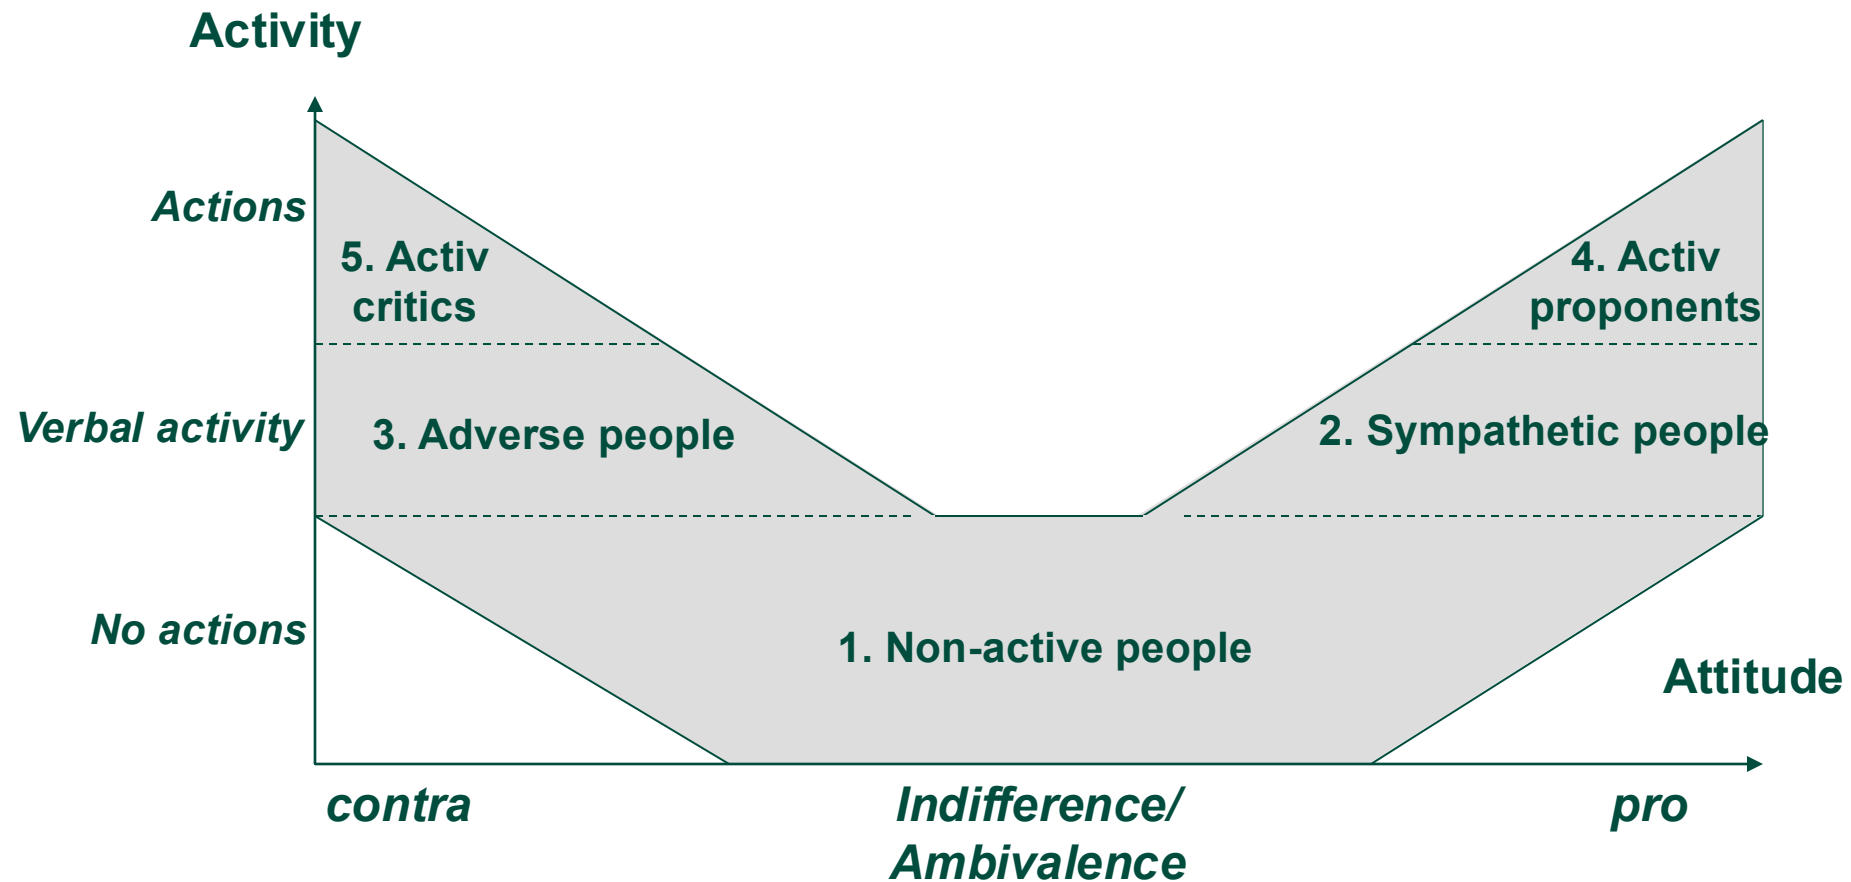 Activity
Actions
5. Activ
critics
4. Activ
proponents
Verbal activity
3. Adverse people
2. Sympathetic people
No actions
1. Non-active people
Attitude
contra
Indifference/
Ambivalence
pro